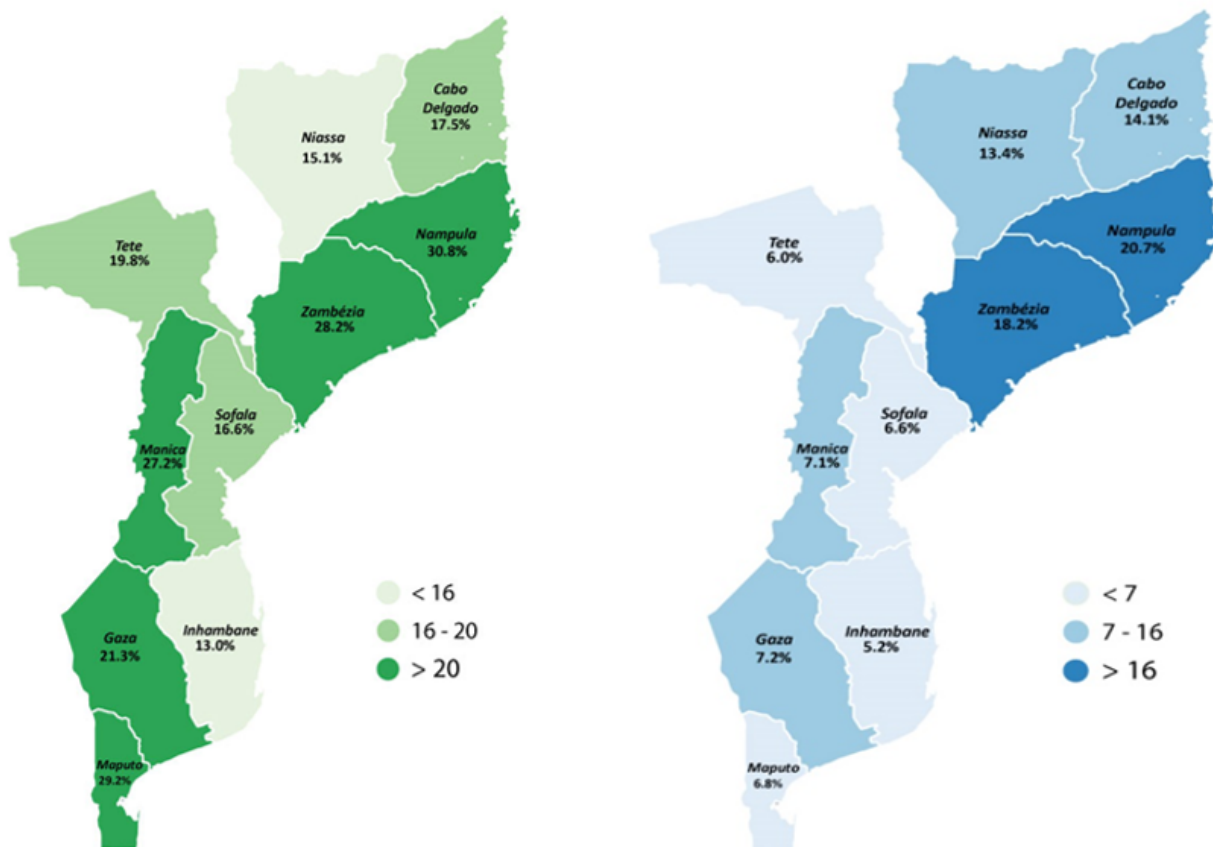 Cabo
Delgado
17.5%
Niassa
15.1%
Nampula
30.8%
Tete
19.8%
Zambézia
28.2%
Sofala
16.6%
Manica
27.2%
Gaza
21.3%
Inhambane
13.0%
Maputo
29.2%
< 16
16 - 20
> 20
Cabo
Delgado
14.1%
Niassa
13.4%
Nampula
20.7%
Tete
6.0%
Zambézia
18.2%
Sofala
6.6%
Manica
7.1%
Gaza
7.2%
Inhambane
5.2%
Maputo
6.8%
< 7
7 - 16
> 16